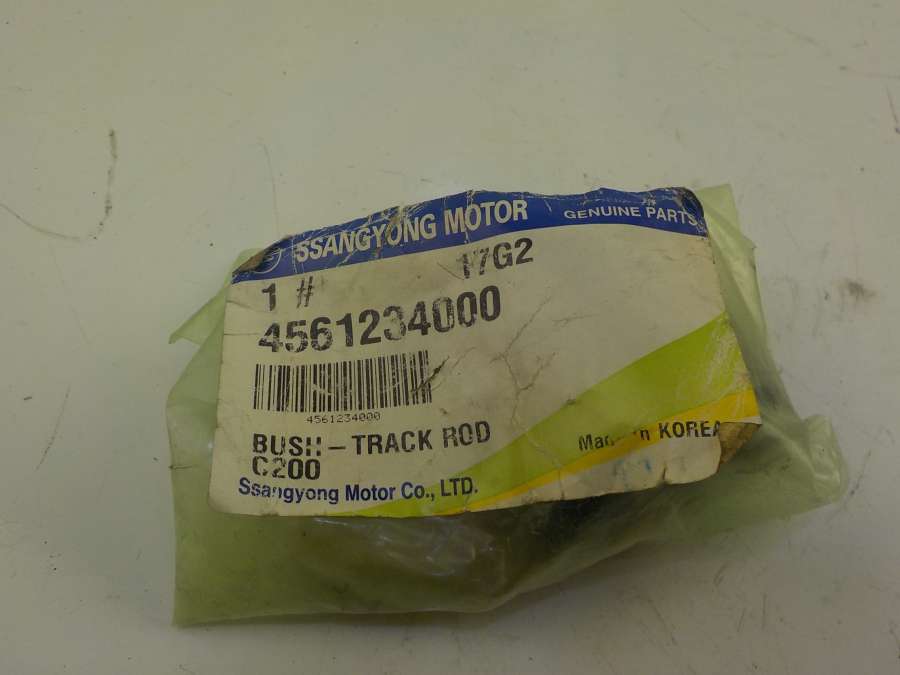 SSANGYONG MOTOR GENUINE PARTS
1 # 17G2
4561234000
4561234000
BUSH-TRACK ROD
C200
Made in KOREA
Ssangyong Motor Co., LTD.